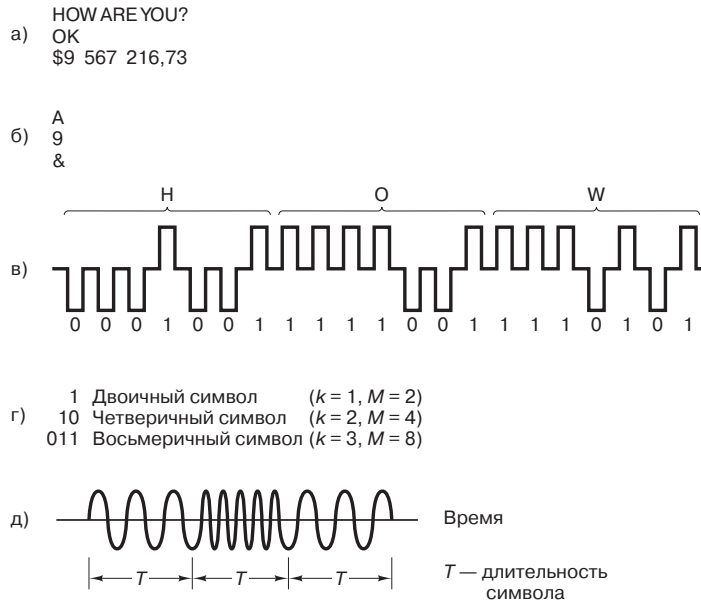 а) HOW ARE YOU?
OK
$9 567 216,73
б) A
9
&
H O W
в)
0 0 0 1 0 0 1 1 1 1 1 0 0 1 1 1 1 0 1 0 1
г) 1 Двоичный символ (k = 1, M = 2)
10 Четверичный символ (k = 2, M = 4)
011 Восьмеричный символ (k = 3, M = 8)
д) Время
T T T
T — длительность
символа